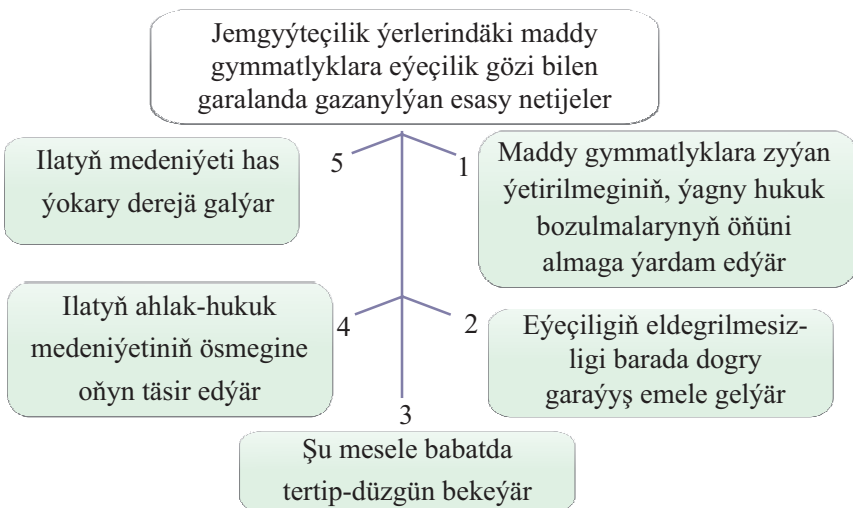 Jemgyýteçilik ýerlerindäki maddy
gymmatlyklara eýeçilik gözi bilen
garalanda gazanylýan esasy netijeler
1
Maddy gymmatlyklara zyýan
ýetirilmeginiň, ýagny hukuk
bozulmalarynyň öňüni
almaga ýardam edýär
2
Eýeçiligiň eldegrilmesiz-
ligi barada dogry
garaýyş emele gelýär
3
Şu mesele babatda
tertip-düzgün bekeýär
4
Ilatyň ahlak-hukuk
medeniýetiniň ösmegine
oňyn täsir edýär
5
Ilatyň medeniýeti has
ýokary derejä galýar